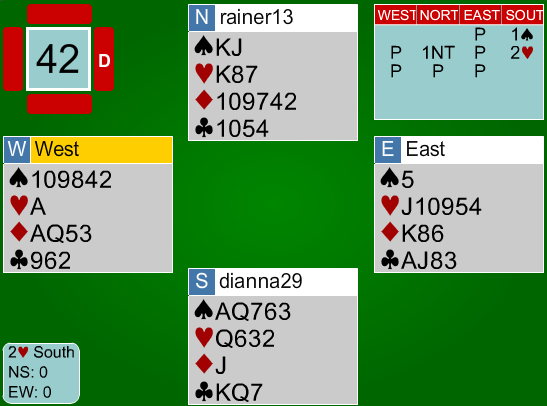 N rainer13
♠KJ
♥K87
♦109742
♣1054
42
D
WEST NORT EAST SOUT
P 1♠
P 1NT P 2♥
P P P
W West
♠109842
♥A
♦AQ53
♣962
E East
♠5
♥J10954
♦K86
♣AJ83
S dianna29
♠AQ763
♥Q632
♦J
♣KQ7
2♥ South
NS: 0
EW: 0